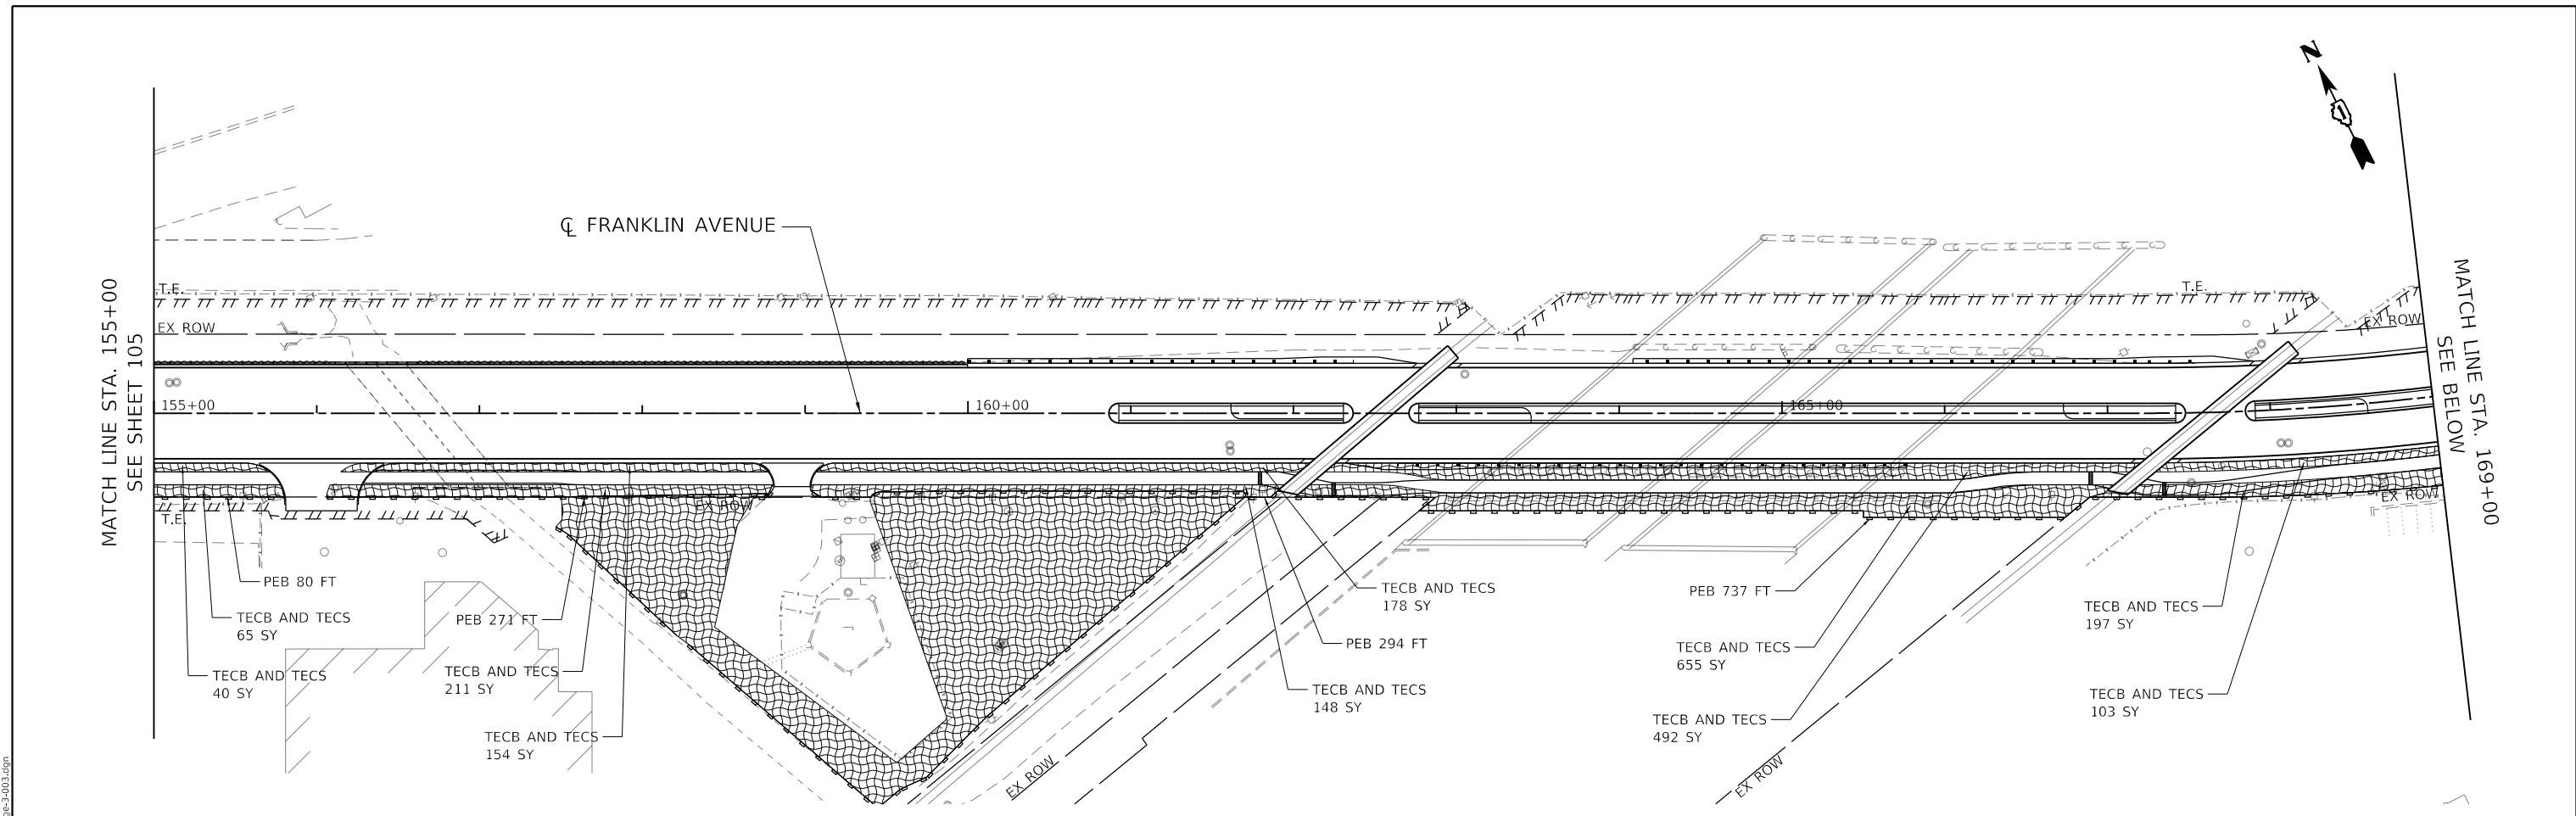 N
℄ FRANKLIN AVENUE
MATCH LINE STA. 155+00
SEE SHEET 105
T.E.
EX ROW
155+00
160+00
165+00
T.E.
EX ROW
MATCH LINE STA. 169+00
SEE BELOW
T.E.
EX ROW
EX ROW
PEB 80 FT
TECB AND TECS
65 SY
TECB AND TECS
40 SY
PEB 271 FT
TECB AND TECS
211 SY
TECB AND TECS
154 SY
TECB AND TECS
178 SY
PEB 294 FT
TECB AND TECS
148 SY
EX ROW
PEB 737 FT
TECB AND TECS
655 SY
TECB AND TECS
492 SY
EX ROW
TECB AND TECS
197 SY
TECB AND TECS
103 SY
ge-3-003.dgn